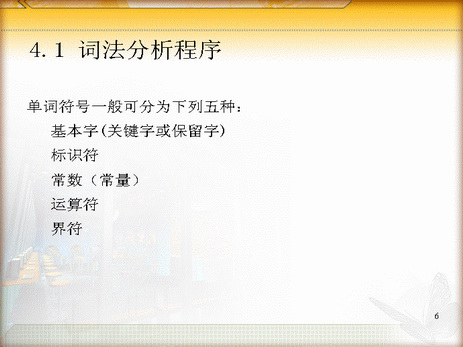 4.1 词法分析程序
单词符号一般可分为下列五种：
基本字(关键字或保留字)
标识符
常数（常量）
运算符
界符
6